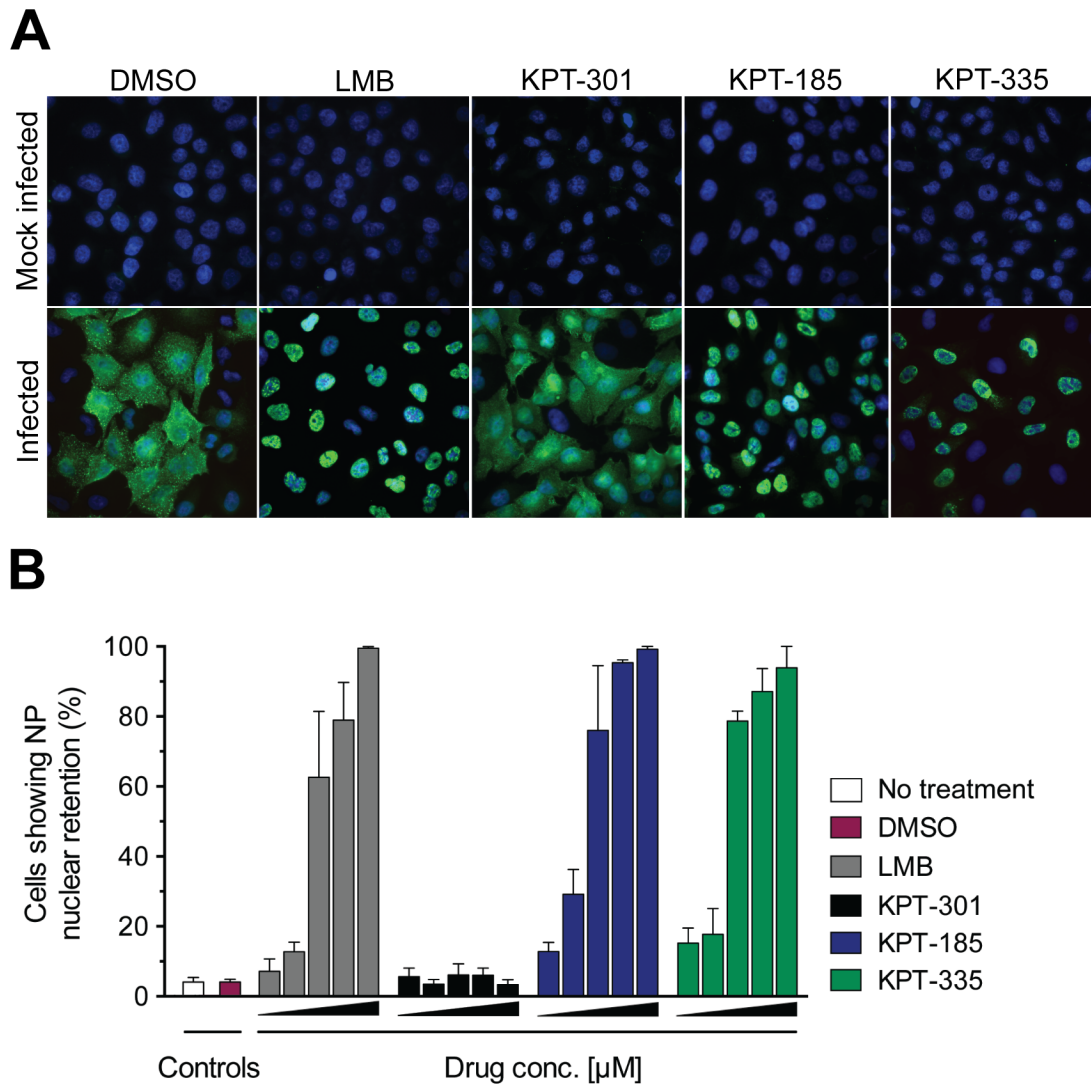 A
DMSO LMB KPT-301 KPT-185 KPT-335
Mock infected
Infected
B
Cells showing NP
nuclear retention (%)
100
80
60
40
20
0
Controls
Drug conc. [µM]
No treatment
DMSO
LMB
KPT-301
KPT-185
KPT-335